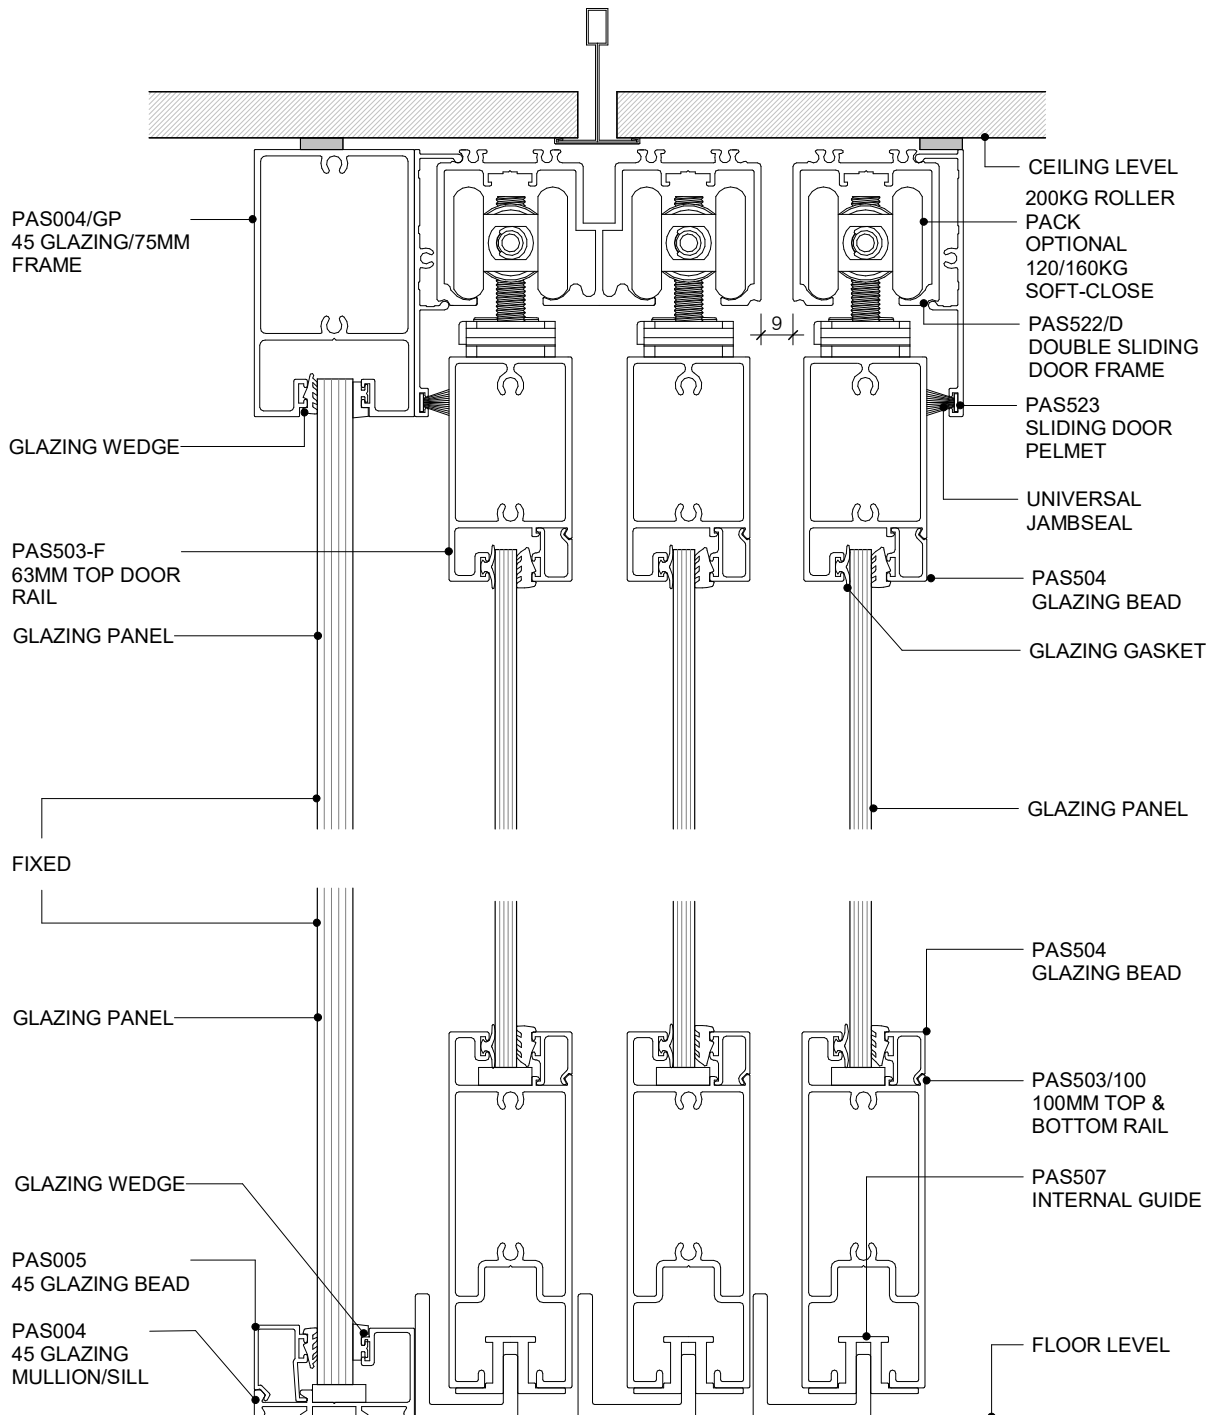 PAS004/GP
45 GLAZING/75MM
FRAME
GLAZING WEDGE
PAS503-F
63MM TOP DOOR
RAIL
GLAZING PANEL
FIXED
GLAZING PANEL
GLAZING WEDGE
PAS005
45 GLAZING BEAD
PAS004
45 GLAZING
MULLION/SILL
9
CEILING LEVEL
200KG ROLLER
PACK
OPTIONAL
120/160KG
SOFT-CLOSE
PAS522/D
DOUBLE SLIDING
DOOR FRAME
PAS523
SLIDING DOOR
PELMET
UNIVERSAL
JAMBSEAL
PAS504
GLAZING BEAD
GLAZING GASKET
GLAZING PANEL
PAS504
GLAZING BEAD
PAS503/100
100MM TOP &
BOTTOM RAIL
PAS507
INTERNAL GUIDE
FLOOR LEVEL